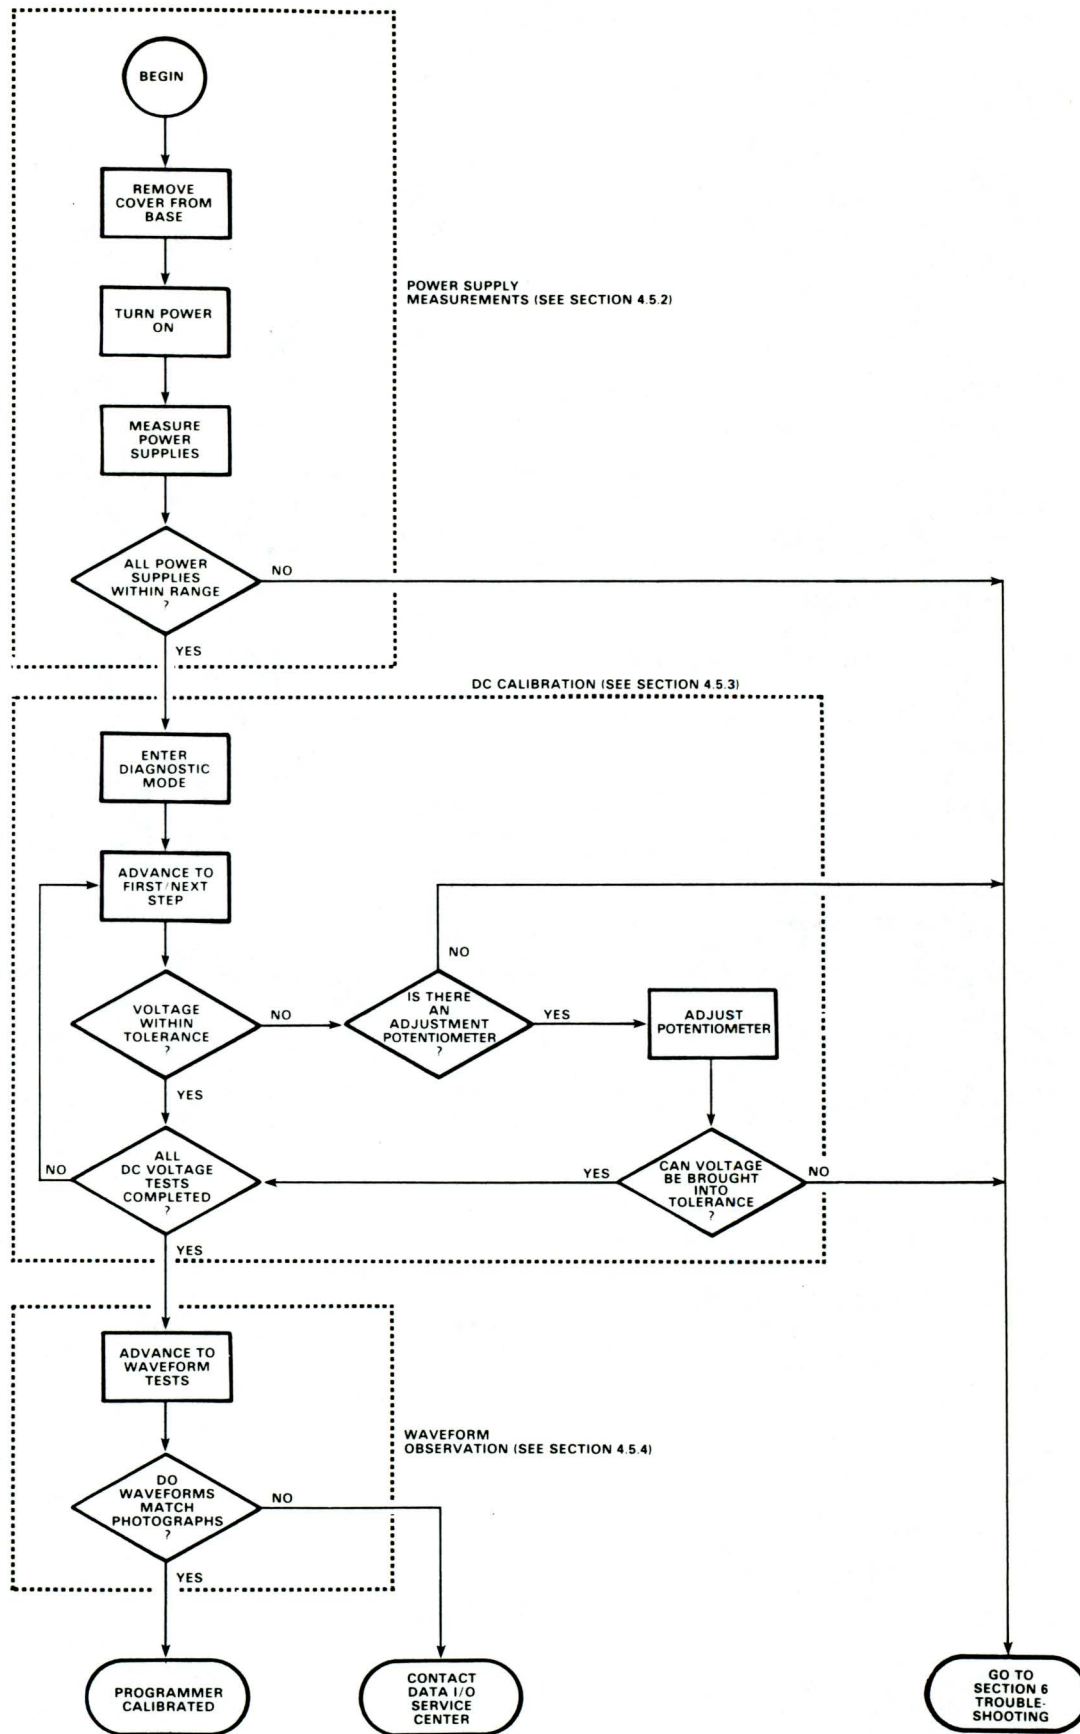 BEGIN
REMOVE
COVER FROM
BASE
TURN POWER
ON
MEASURE
POWER
SUPPLIES
POWER SUPPLY
MEASUREMENTS (SEE SECTION 4.5.2)
ALL POWER
SUPPLIES
WITHIN RANGE
?
NO
YES
DC CALIBRATION (SEE SECTION 4.5.3)
ENTER
DIAGNOSTIC
MODE
ADVANCE TO
FIRST/NEXT
STEP
VOLTAGE
WITHIN
TOLERANCE
?
NO
YES
IS THERE
AN
ADJUSTMENT
POTENTIOMETER
?
NO
YES
ADJUST
POTENTIOMETER
ALL
DC VOLTAGE
TESTS
COMPLETED
?
NO
YES
CAN VOLTAGE
BE BROUGHT
INTO
TOLERANCE
?
YES
NO
ADVANCE TO
WAVEFORM
TESTS
WAVEFORM
OBSERVATION (SEE SECTION 4.5.4)
DO
WAVEFORMS
MATCH
PHOTOGRAPHS
?
NO
YES
PROGRAMMER
CALIBRATED
CONTACT
DATA I/O
SERVICE
CENTER
GO TO
SECTION 6
TROUBLE-
SHOOTING